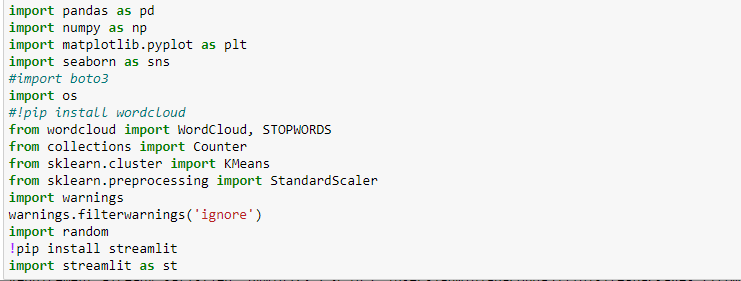 import pandas as pd
import numpy as np
import matplotlib.pyplot as plt
import seaborn as sns
#import boto3
import os
#!pip install wordcloud
from wordcloud import WordCloud, STOPWORDS
from collections import Counter
from sklearn.cluster import KMeans
from sklearn.preprocessing import StandardScaler
import warnings
warnings.filterwarnings('ignore')
import random
!pip install streamlit
import streamlit as st